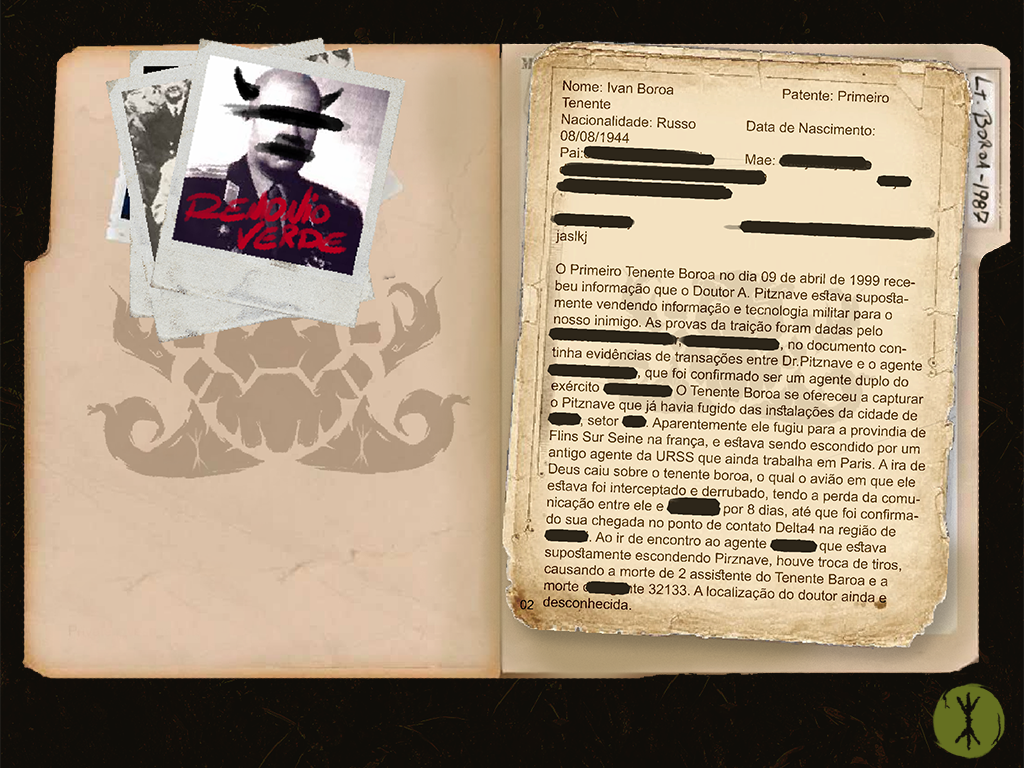 DEMONIO
VERDE
LT. BOROA - 1987
Nome: Ivan Boroa Patente: Primeiro
Tenente
Nacionalidade: Russo Data de Nascimento:
08/08/1944
Pai: Mae:
jaslkj
O Primeiro Tenente Boroa no dia 09 de abril de 1999 rece-
beu informação que o Doutor A. Pitznave estava suposta-
mente vendendo informação e tecnologia militar para o
nosso inimigo. As provas da traição foram dadas pelo
, no documento con-
tinha evidências de transações entre Dr.Pitznave e o agente
, que foi confirmado ser um agente duplo do
exército O Tenente Boroa se ofereceu a capturar
o Pitznave que já havia fugido das instalações da cidade de
, setor . Aparentemente ele fugiu para a provindia de
Flins Sur Seine na frança, e estava sendo escondido por um
antigo agente da URSS que ainda trabalha em Paris. A ira de
Deus caiu sobre o tenente boroa, o qual o avião em que ele
estava foi interceptado e derrubado, tendo a perda da comu-
nicação entre ele e por 8 dias, até que foi confirma-
do sua chegada no ponto de contato Delta4 na região de
. Ao ir de encontro ao agente que estava
supostamente escondendo Pirznave, houve troca de tiros,
causando a morte de 2 assistente do Tenente Baroa e a
morte nte 32133. A localização do doutor ainda e
desconhecida.
02